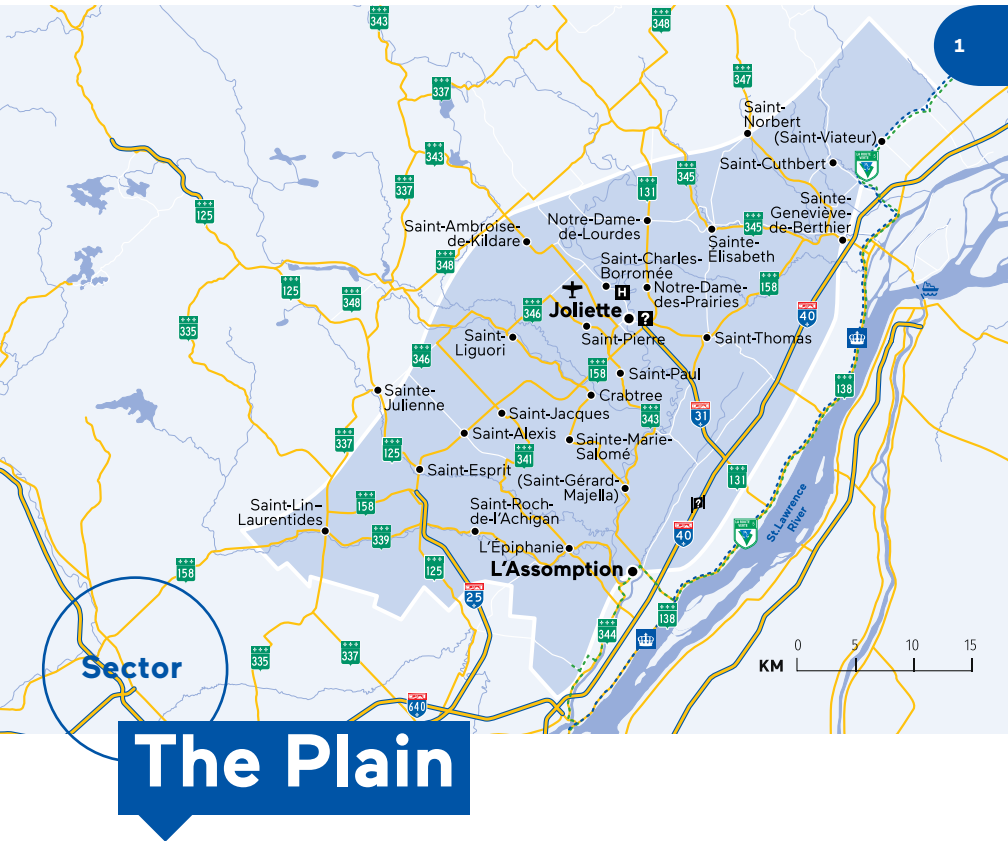 343
348
1
337
347
Saint-
Norbert
(Saint-Viateur)
343
Saint-Cuthbert
345
337
131
125
Sainte-
Geneviève-
de-Berthier
Notre-Dame-
de-Lourdes
345
Saint-Ambroise-
de-Kildare
Sainte-
Élisabeth
348
Saint-Charles-
Borromée
158
125
348
H
Notre-Dame-
des-Prairies
346
Joliette
?
40
335
Saint-
Liguori
Saint-Pierre
Saint-Thomas
346
158
Saint-Paul
138
Sainte-
Julienne
Crabtree
Saint-Jacques
343
31
337
125
Saint-Alexis
Sainte-Marie-
Salomé
341
Saint-Esprit
(Saint-Gérard-
Majella)
131
158
Saint-Roch-
de-l'Achigan
Saint-Lin–
Laurentides
St.Lawrence
River
339
40
L'Épiphanie
158
125
L'Assomption
25
138
344
0 5 10 15
KM
335
337
Sector
640
The Plain